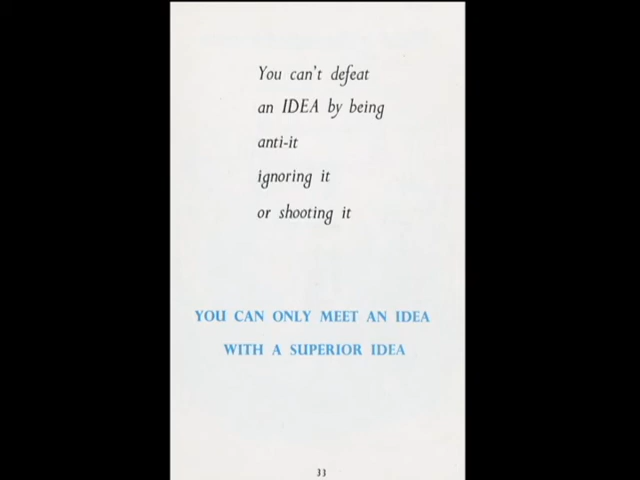 You can't defeat
an IDEA by being
anti-it
ignoring it
or shooting it
YOU CAN ONLY MEET AN IDEA
WITH A SUPERIOR IDEA
33